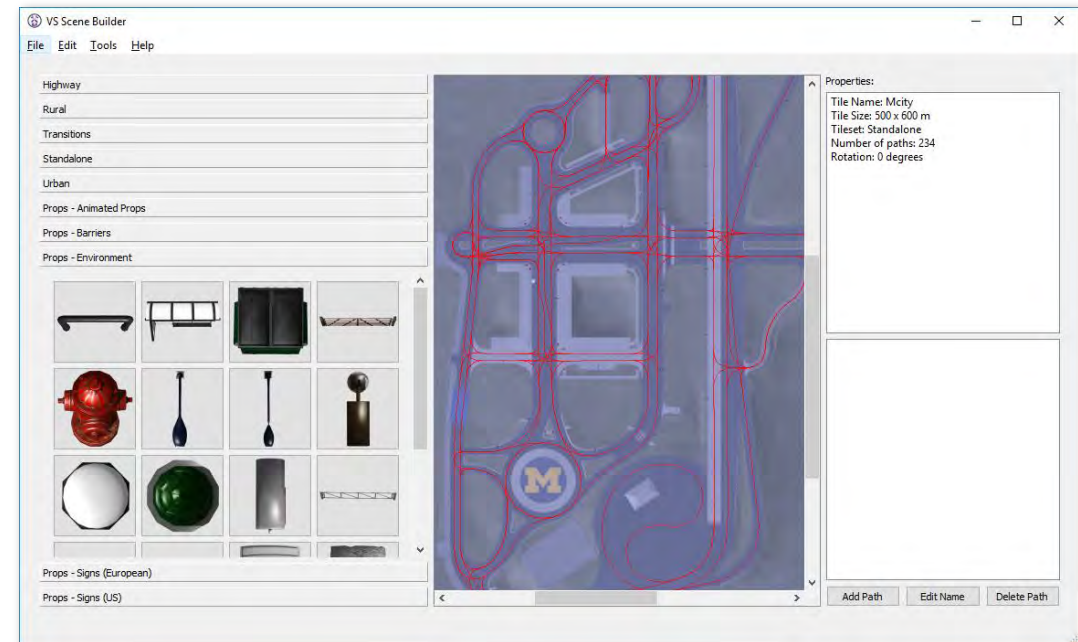 VS Scene Builder
File Edit Tools Help
Highway
Rural
Transitions
Standalone
Urban
Props - Animated Props
Props - Barriers
Props - Environment
Props - Signs (European)
Props - Signs (US)
M
Properties:
Tile Name: Mcity
Tile Size: 500 x 600 m
Tileset: Standalone
Number of paths: 234
Rotation: 0 degrees
Add Path Edit Name Delete Path